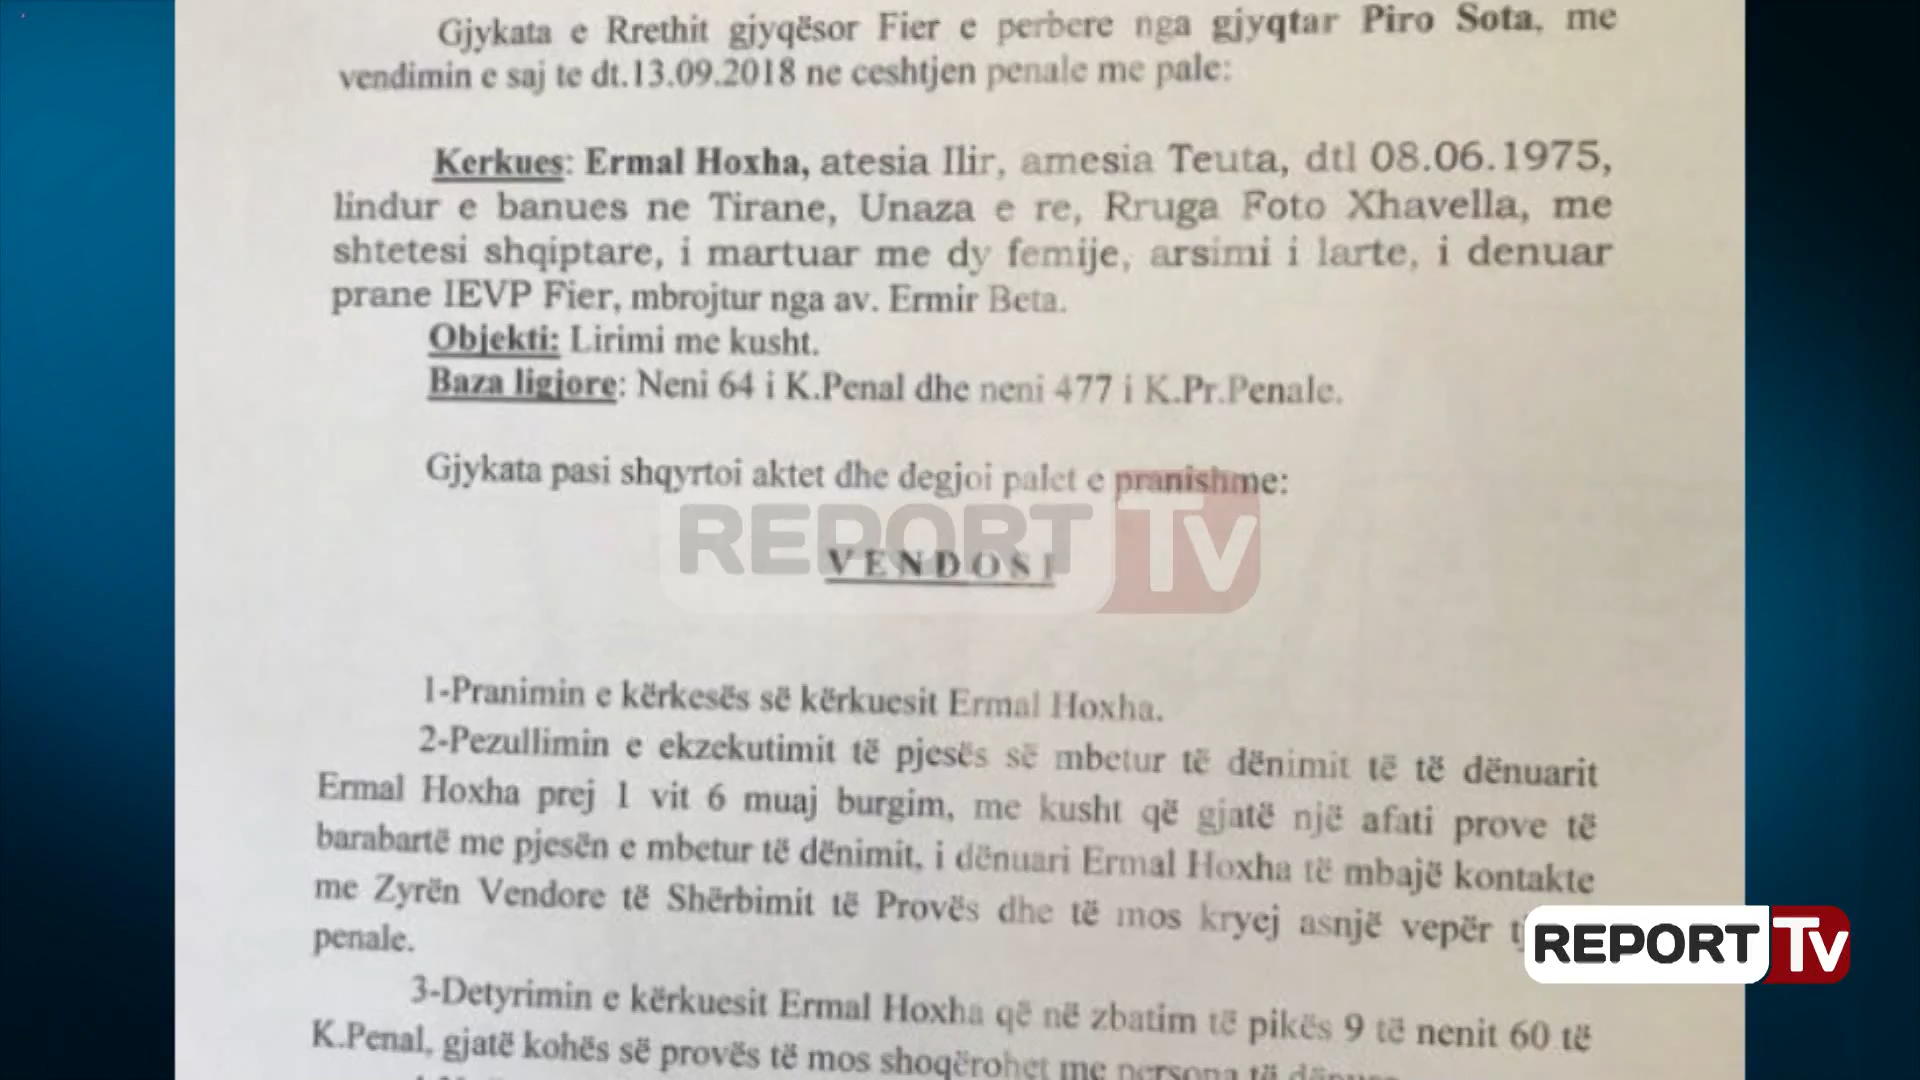 Gjykata e Rrethit gjyqësor Fier e perbere nga gjyqtar Piro Sota, me
vendimin e saj te dt.13.09.2018 ne ceshtjen penale me pale:
Kerkues: Ermal Hoxha, atesia Ilir, amesia Teuta, dtl 08.06.1975,
lindur e banues ne Tirane, Unaza e re, Rruga Foto Xhavella, me
shtetesi shqiptare, i martuar me dy femije, arsimi i larte, i denuar
prane IEVP Fier, mbrojtur nga av. Ermir Beta.
Objekti: Lirimi me kusht.
Baza ligjore: Neni 64 i K.Penal dhe neni 477 i K.Pr.Penale.
Gjykata pasi shqyrtoi aktet dhe degjoi palet e pranishme:
REPORT Tv
VENDOSI
1-Pranimin e kërkesës së kërkuesit Ermal Hoxha.
2-Pezullimin e ekzekutimit të pjesës së mbetur të dënimit të të dënuarit
Ermal Hoxha prej 1 vit 6 muaj burgim, me kusht që gjatë një afati prove të
barabartë me pjesën e mbetur të dënimit, i dënuari Ermal Hoxha të mbajë kontakte
me Zyrën Vendore të Shërbimit të Provës dhe të mos kryej asnjë vepër
penale.
REPORT Tv
3-Detyrimin e kërkuesit Ermal Hoxha që në zbatim të pikës 9 të nenit 60 të
K.Penal, gjatë kohës së provës të mos shoqërohet me persona të